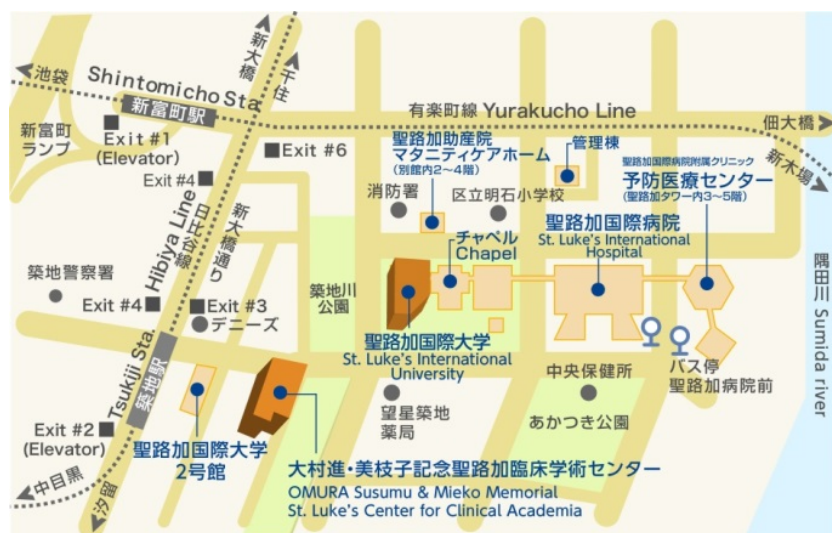 池袋
Shintomicho Sta.
新富町駅
新大橋
千住
有楽町線 Yurakucho Line
佃大橋
新木場
新富町
ランプ
Exit #1
(Elevator)
Exit #6
Exit #4
Hibiya Line
日比谷線
新大橋通り
聖路加助産院
マタニティケアホーム
(別館内2～4階)
管理棟
聖路加国際病院附属クリニック
予防医療センター
(聖路加タワー内3～5階)
消防署
区立明石小学校
チャペル
Chapel
聖路加国際病院
St. Luke's International
Hospital
築地警察署
Exit #4
Exit #3
デニーズ
築地川
公園
聖路加国際大学
St. Luke's International
University
隅田川 Sumida river
バス停
聖路加病院前
中央保健所
あかつき公園
望星築地
薬局
Tsukiji Sta.
築地駅
Exit #2
(Elevator)
聖路加国際大学
2号館
大村進・美枝子記念聖路加臨床学術センター
OMURA Susumu & Mieko Memorial
St. Luke's Center for Clinical Academia
中目黒
汐留